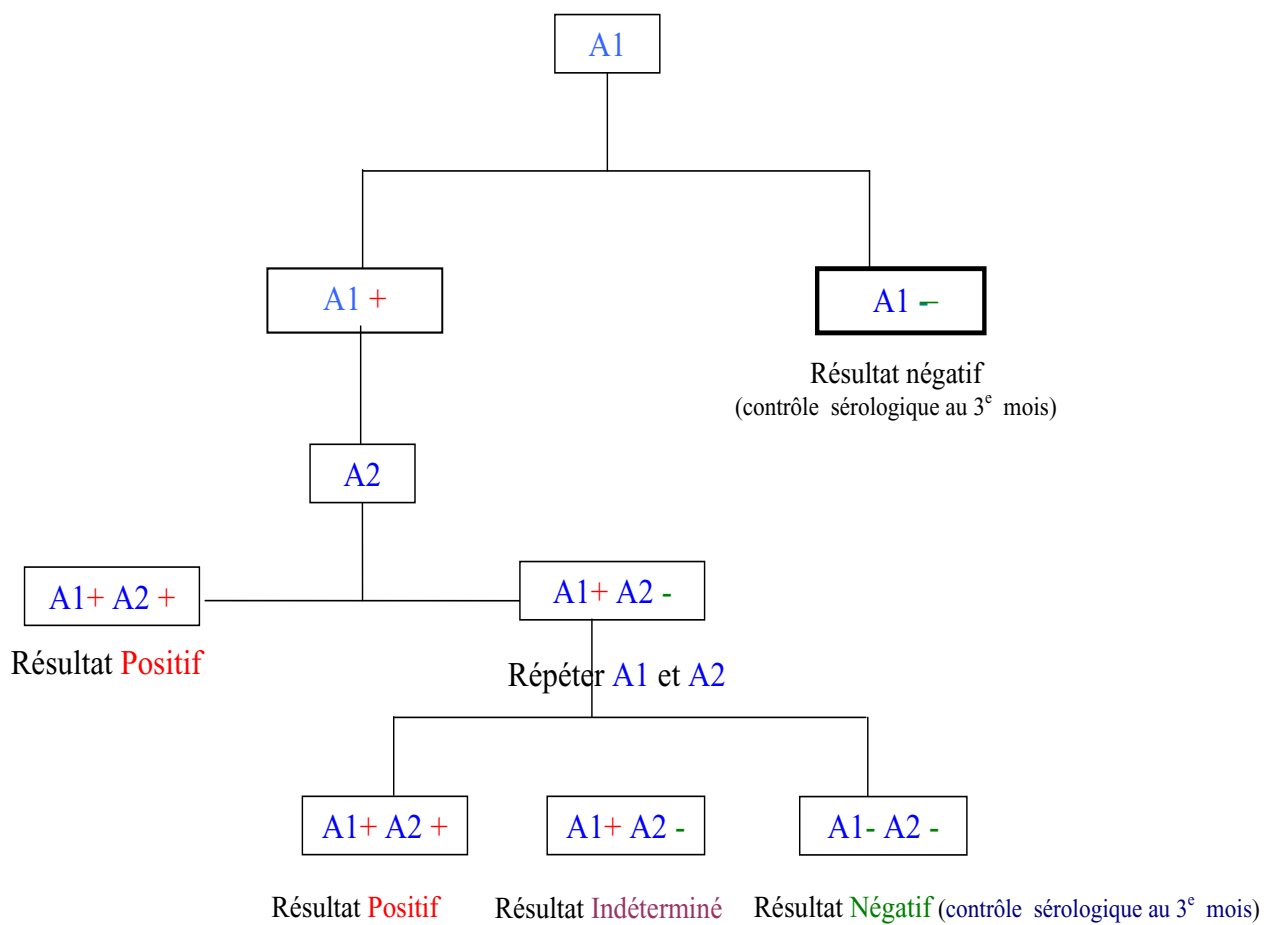 A1
A1 +
A1 -
Résultat négatif
(contrôle sérologique au 3e mois)
A2
A1+ A2 +
A1+ A2 -
Résultat Positif
Répéter A1 et A2
A1+ A2 +
A1+ A2 -
A1- A2 -
Résultat Positif
Résultat Indéterminé
Résultat Négatif (contrôle sérologique au 3e mois)